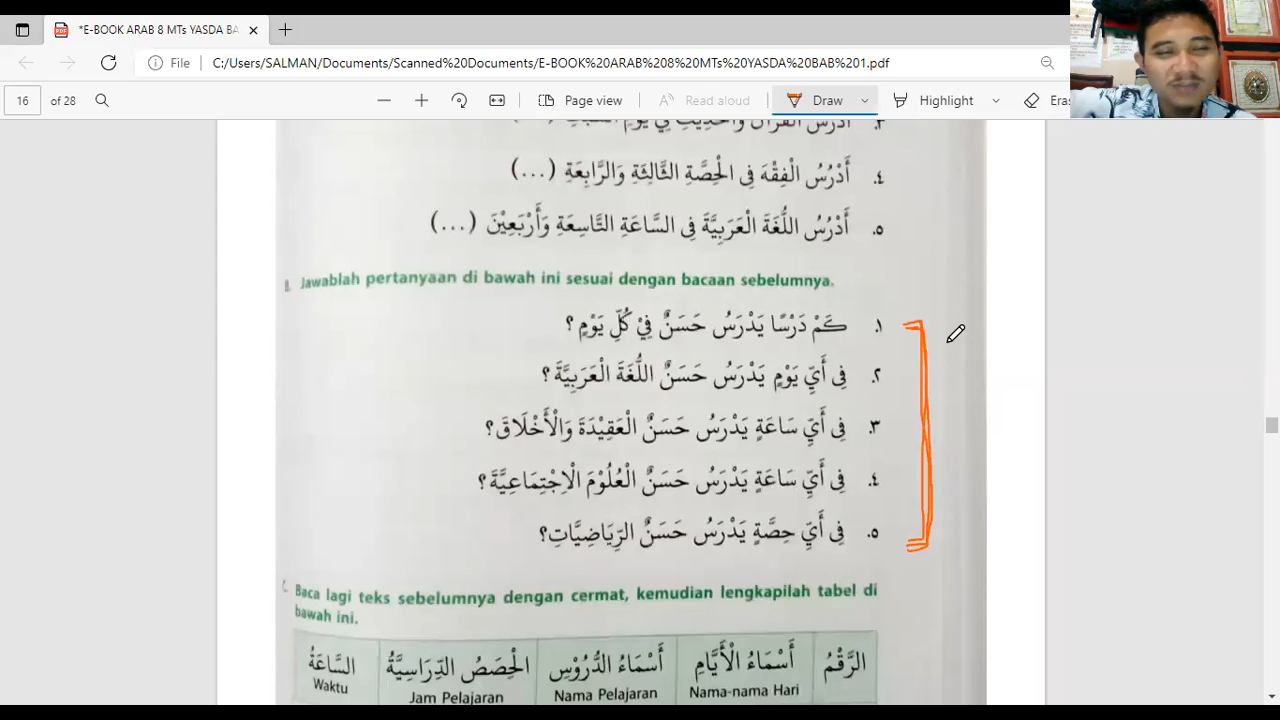 *E-BOOK ARAB 8 MTs YASDA BA
File C:/Users/SALMAN/Documents/Scanned%20Documents/E-BOOK%20ARAB%208%20MTs%20YASDA%20BAB%201.pdf
16 of 28 Page view Read aloud Draw Highlight Eras
٤. أَدْرُسُ الْفِقْهَ فِى الْحِصَّةِ الثَّالِثَةِ وَالرَّابِعَةِ (...)
٥. أَدْرُسُ اللُّغَةَ الْعَرَبِيَّةَ فِى السَّاعَةِ التَّاسِعَةِ وَأَرْبَعِيْنَ (...)
B. Jawablah pertanyaan di bawah ini sesuai dengan bacaan sebelumnya.
١. كَمْ دَرْسًا يَدْرَسُ حَسَنٌ فِيْ كُلِّ يَوْمٍ؟
٢. فِى أَيِّ يَوْمٍ يَدْرَسُ حَسَنٌ اللُّغَةَ الْعَرَبِيَّةَ؟
٣. فِى أَيِّ سَاعَةٍ يَدْرَسُ حَسَنٌ الْعَقِيْدَةَ وَالْأَخْلَاقَ؟
٤. فِى أَيِّ سَاعَةٍ يَدْرَسُ حَسَنٌ الْعُلُوْمَ الْاِجْتِمَاعِيَّةَ؟
٥. فِى أَيِّ حِصَّةٍ يَدْرَسُ حَسَنٌ الرِّيَاضِيَّاتِ؟
C. Baca lagi teks sebelumnya dengan cermat, kemudian lengkapilah tabel di
bawah ini.
الرَّقْمُ أَسْمَاءُ الْأَيَّامِ أَسْمَاءُ الدُّرُوْسِ الْحِصَصُ الدِّرَاسِيَّةُ السَّاعَةُ
Nama-nama Hari Nama Pelajaran Jam Pelajaran Waktu